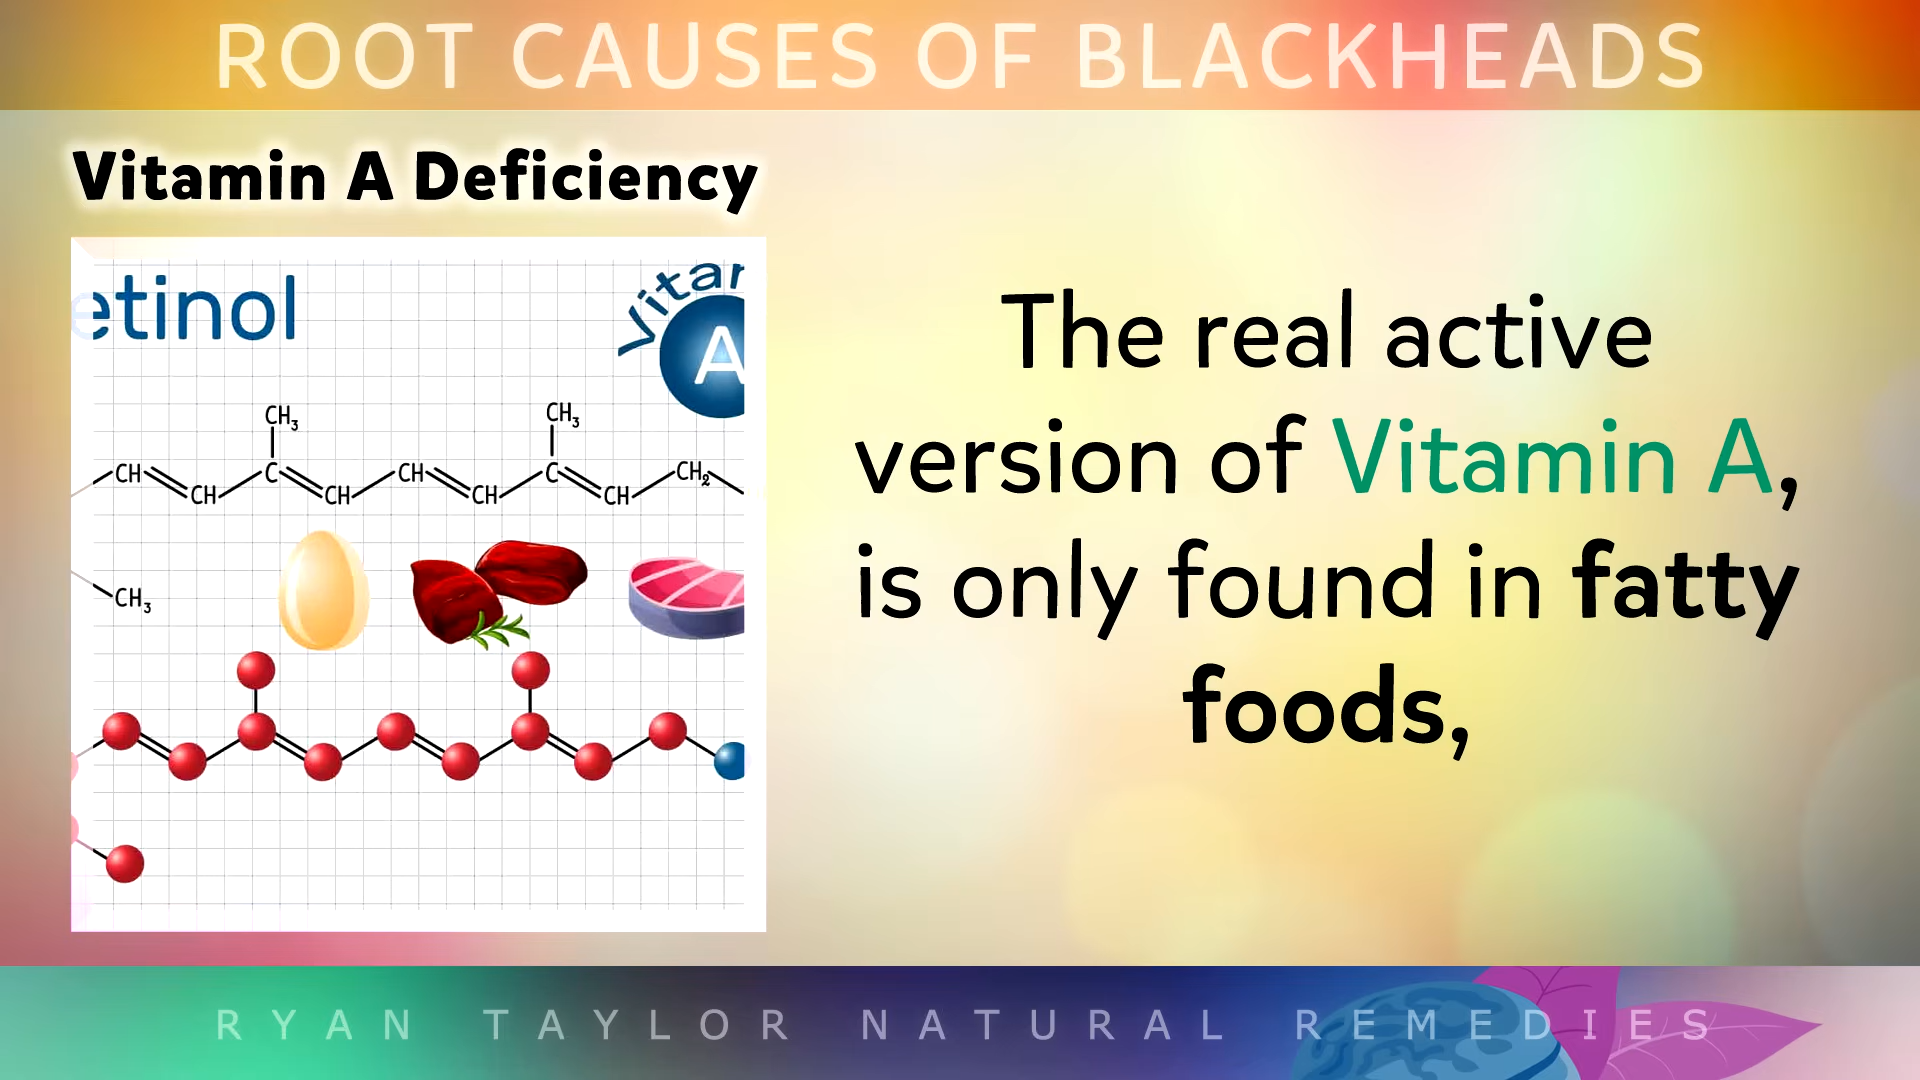 ROOT CAUSES OF BLACKHEADS
Vitamin A Deficiency
etinol
Vitar
A
CH3
CH3
CH CH C CH CH CH C CH CH2
CH3
The real active
version of Vitamin A,
is only found in fatty
foods,
RYAN TAYLOR NATURAL REMEDIES